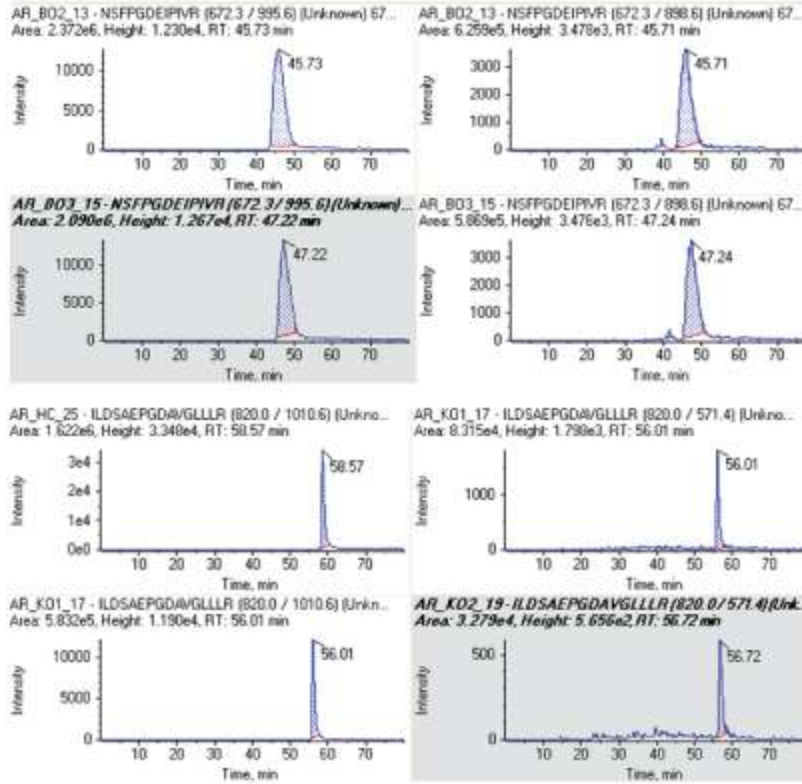 AR_BO2_13 - NSFPGDEIPIVR (672.3 / 995.6) (Unknown) 67...
Area: 2.372e6, Height: 1.230e4, RT: 45.73 min
Intensity
10000
5000
0
45.73
10 20 30 40 50 60 70
Time, min
AR_BO2_13 - NSFPGDEIPIVR (672.3 / 898.6) (Unknown) 67...
Area: 6.259e5, Height: 3.478e3, RT: 45.71 min
Intensity
3000
2000
1000
0
45.71
10 20 30 40 50 60 70
Time, min
AR_BO3_15 - NSFPGDEIPIVR (672.3 / 995.6) (Unknown)...
Area: 2.090e6, Height: 1.267e4, RT: 47.22 min
Intensity
10000
5000
0
47.22
10 20 30 40 50 60 70
Time, min
AR_BO3_15 - NSFPGDEIPIVR (672.3 / 898.6) (Unknown) 67...
Area: 5.869e5, Height: 3.476e3, RT: 47.24 min
Intensity
3000
2000
1000
0
47.24
10 20 30 40 50 60 70
Time, min
AR_HC_25 - ILDSAEPGDAVGLLLR (820.0 / 1010.6) (Unkno...
Area: 1.622e6, Height: 3.348e4, RT: 58.57 min
Intensity
3e4
2e4
1e4
0e0
58.57
10 20 30 40 50 60 70
Time, min
AR_KO1_17 - ILDSAEPGDAVGLLLR (820.0 / 571.4) (Unkno...
Area: 8.315e4, Height: 1.798e3, RT: 56.01 min
Intensity
1000
0
56.01
10 20 30 40 50 60 70
Time, min
AR_KO1_17 - ILDSAEPGDAVGLLLR (820.0 / 1010.6) (Unkn...
Area: 5.832e5, Height: 1.190e4, RT: 56.01 min
Intensity
10000
5000
0
56.01
10 20 30 40 50 60 70
Time, min
AR_KO2_19 - ILDSAEPGDAVGLLLR (820.0 / 571.4) (Unk...
Area: 3.279e4, Height: 5.656e2, RT: 56.72 min
Intensity
500
0
56.72
10 20 30 40 50 60 70
Time, min